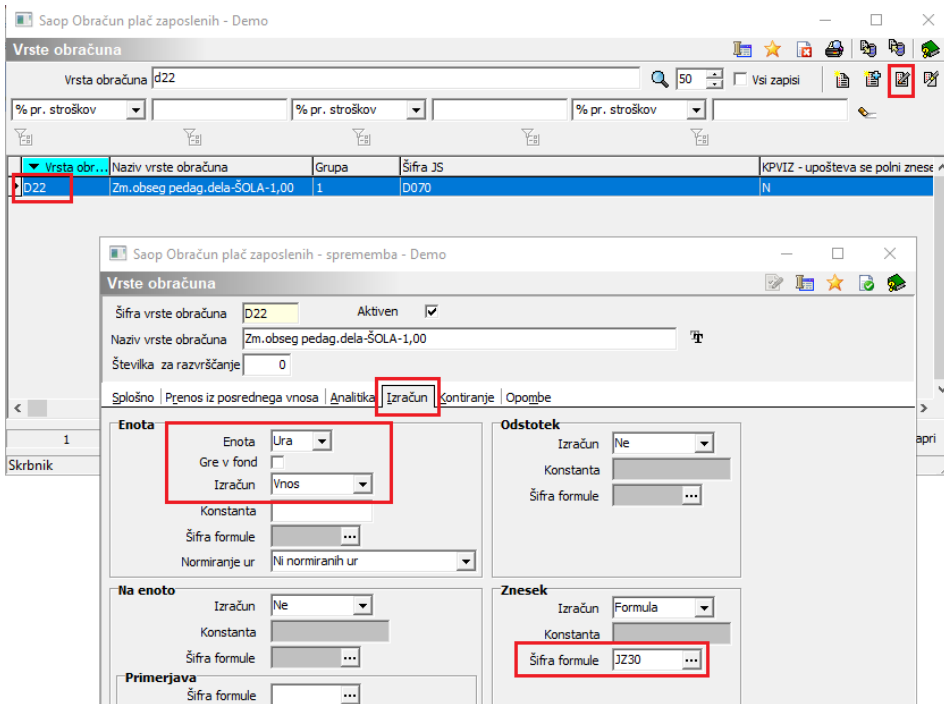 Saop Obračun plač zaposlenih - Demo
Vrste obračuna
Vrsta obračuna d22 50 Vsi zapisi
% pr. stroškov % pr. stroškov % pr. stroškov
Vrsta obr... Naziv vrste obračuna Grupa Šifra JS KPVIZ - upošteva se polni znese
D22 Zm.obseg pedag.dela-ŠOLA-1,00 1 D070 N
Saop Obračun plač zaposlenih - sprememba - Demo
Vrste obračuna
Šifra vrste obračuna D22 Aktiven
Naziv vrste obračuna Zm.obseg pedag.dela-ŠOLA-1,00
Številka za razvrščanje 0
Splošno Prenos iz posrednega vnosa Analitika Izračun Kontiranje Opombe
1 apri
Skrbnik
Enota
Enota Ura
Gre v fond
Izračun Vnos
Konstanta
Šifra formule ...
Normiranje ur Ni normiranih ur
Odstotek
Izračun Ne
Konstanta
Šifra formule ...
Na enoto
Izračun Ne
Konstanta
Šifra formule ...
Primerjava
Šifra formule ...
Znesek
Izračun Formula
Konstanta
Šifra formule JZ30 ...